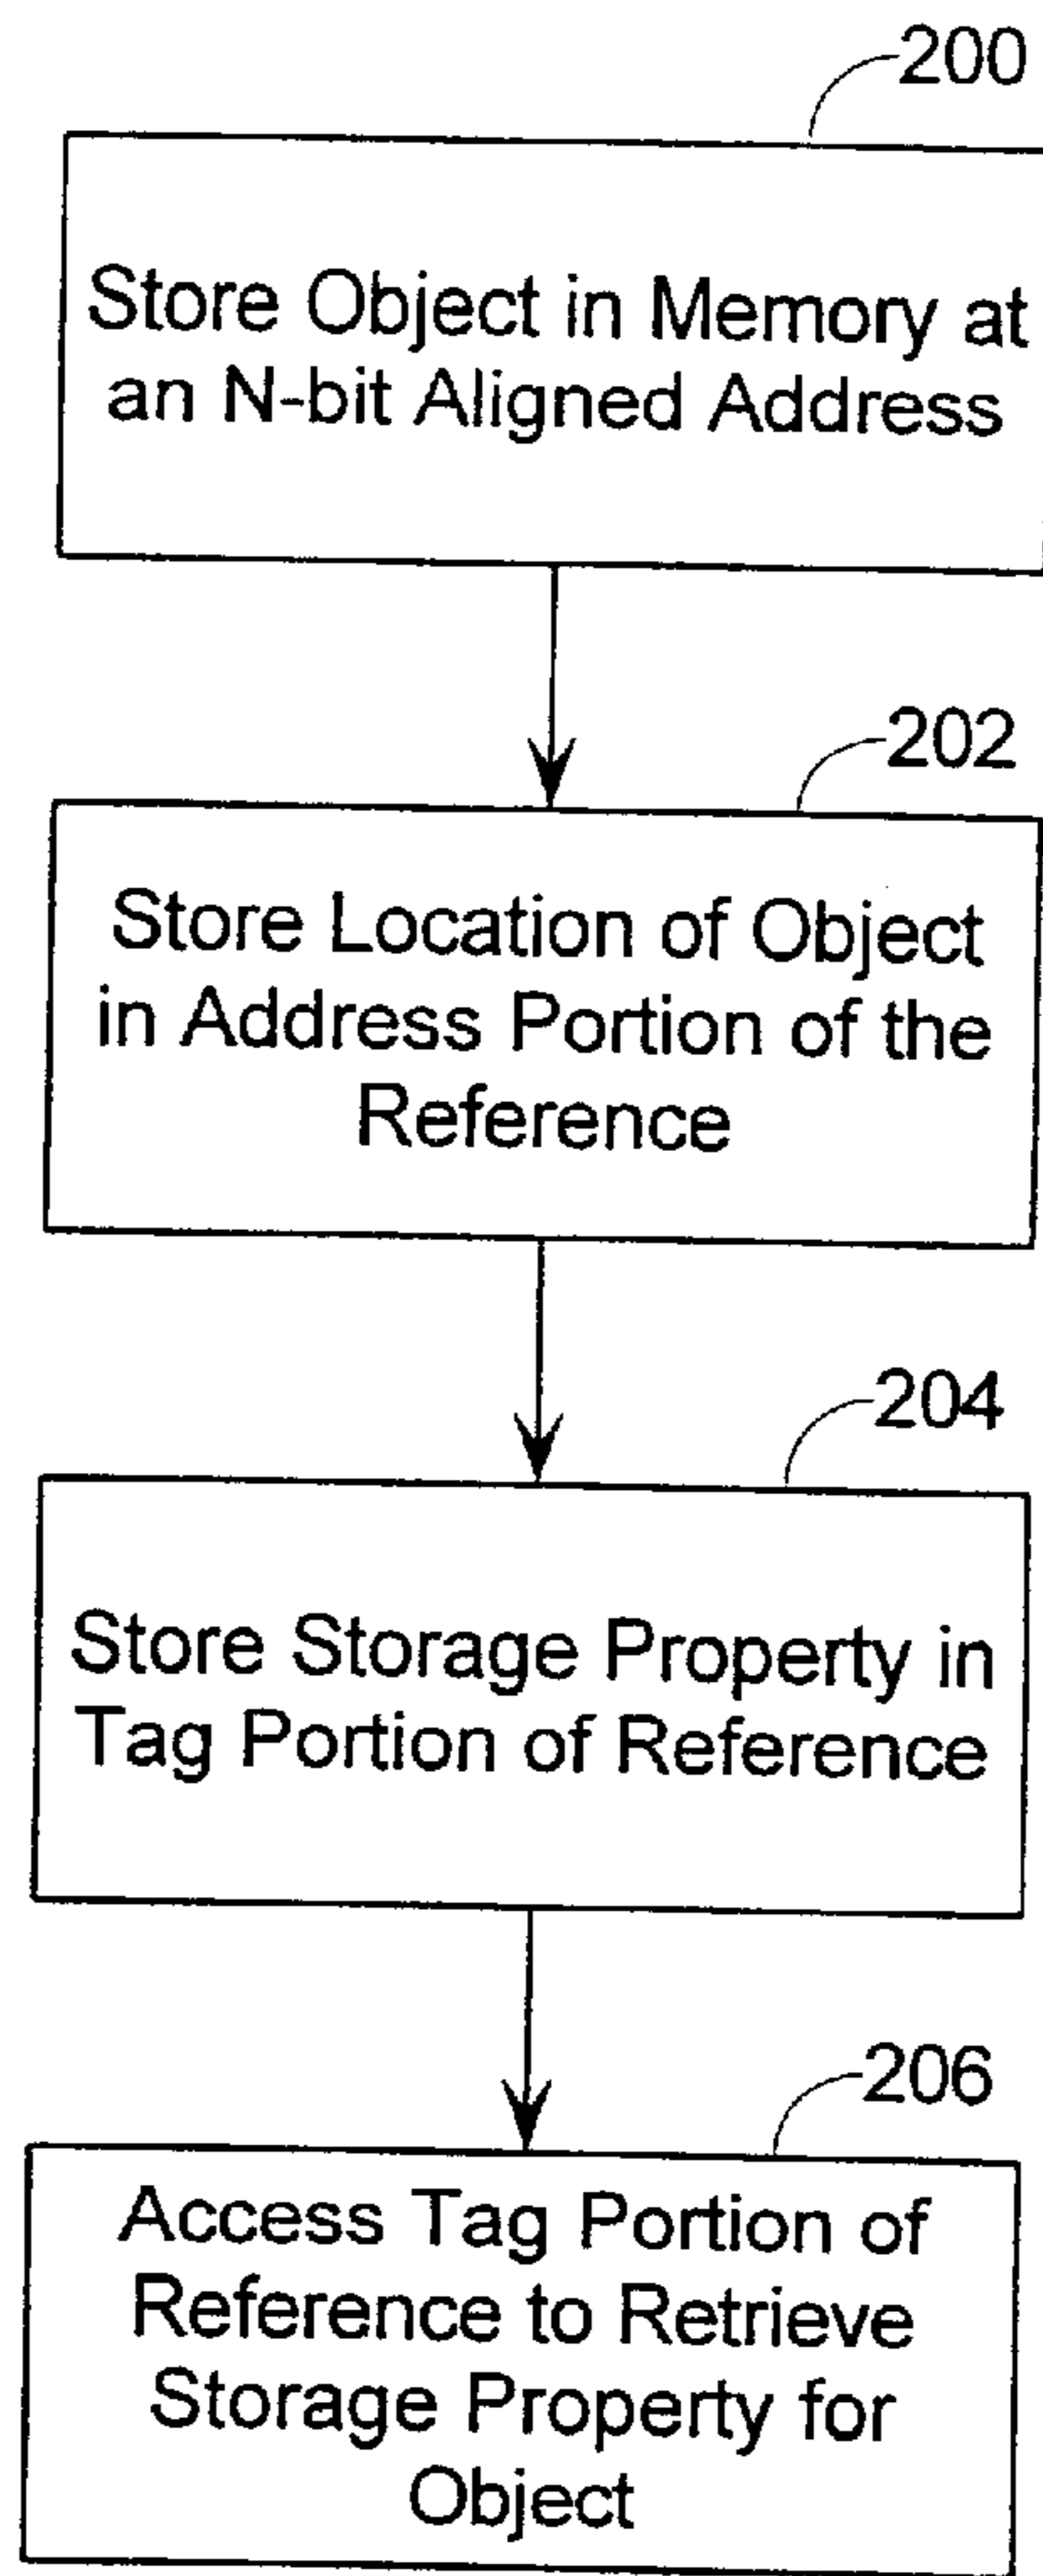 200
Store Object in Memory at
an N-bit Aligned Address
202
Store Location of Object
in Address Portion of the
Reference
204
Store Storage Property in
Tag Portion of Reference
206
Access Tag Portion of
Reference to Retrieve
Storage Property for
Object